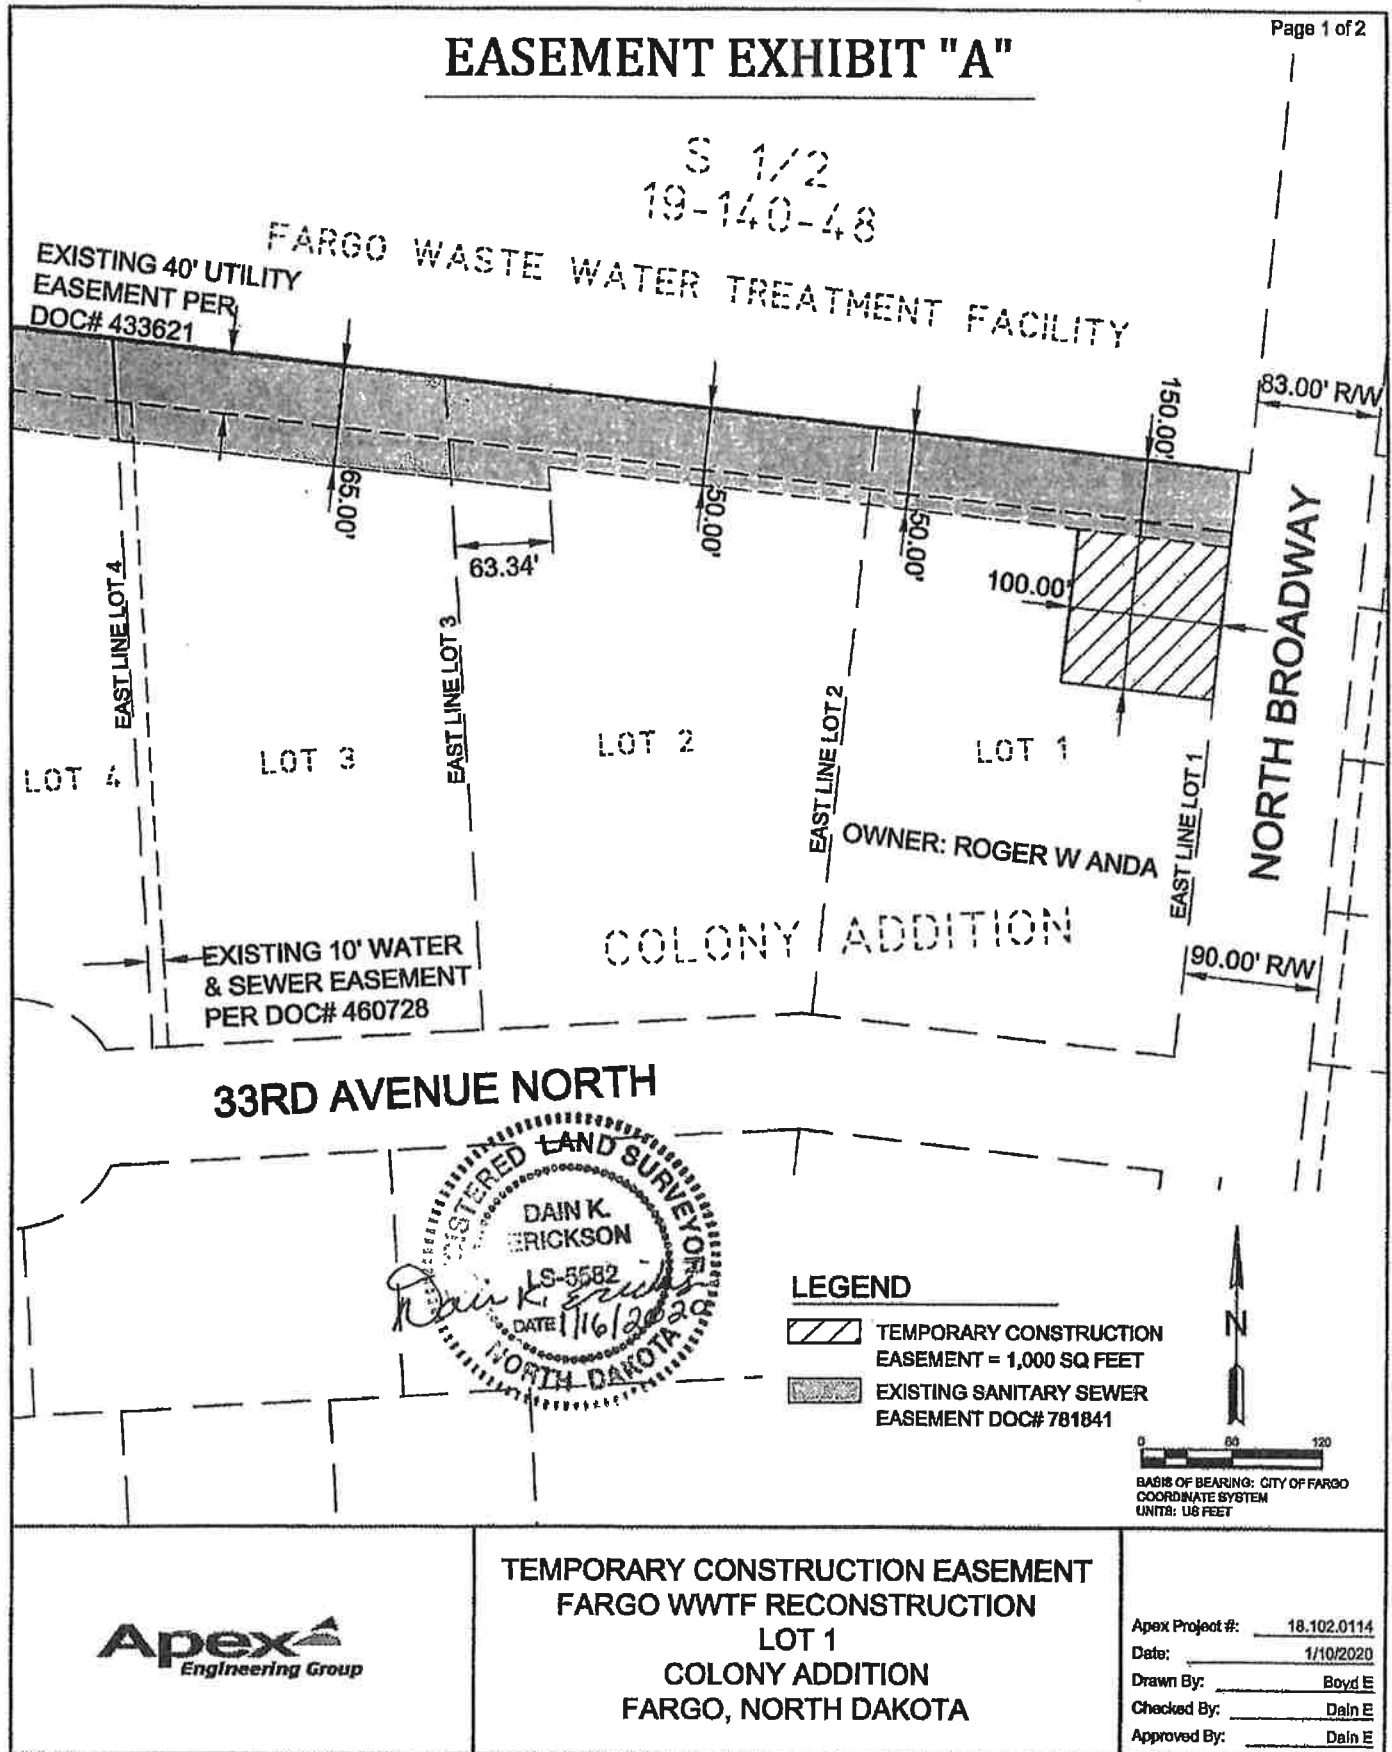 Page 1 of 2
EASEMENT EXHIBIT "A"
S 1/2
19-140-48
FARGO WASTE WATER TREATMENT FACILITY
EXISTING 40' UTILITY
EASEMENT PER
DOC# 433621
83.00' R/W
150.00'
65.00'
50.00'
50.00'
63.34'
100.00'
NORTH BROADWAY
EAST LINE LOT 4
EAST LINE LOT 3
EAST LINE LOT 2
EAST LINE LOT 1
LOT 4
LOT 3
LOT 2
LOT 1
OWNER: ROGER W ANDA
COLONY ADDITION
EXISTING 10' WATER
& SEWER EASEMENT
PER DOC# 460728
90.00' R/W
33RD AVENUE NORTH
ISTERED LAND SURVEYOR
DAIN K.
ERICKSON
LS-5582
Dain K. Erickson
DATE 1/16/2020
NORTH DAKOTA
LEGEND
TEMPORARY CONSTRUCTION
EASEMENT = 1,000 SQ FEET
EXISTING SANITARY SEWER
EASEMENT DOC# 781841
N
0 60 120
BASIS OF BEARING: CITY OF FARGO
COORDINATE SYSTEM
UNITS: US FEET
Apex
Engineering Group
TEMPORARY CONSTRUCTION EASEMENT
FARGO WWTF RECONSTRUCTION
LOT 1
COLONY ADDITION
FARGO, NORTH DAKOTA
Apex Project #: 18.102.0114
Date: 1/10/2020
Drawn By: Boyd E
Checked By: Dain E
Approved By: Dain E